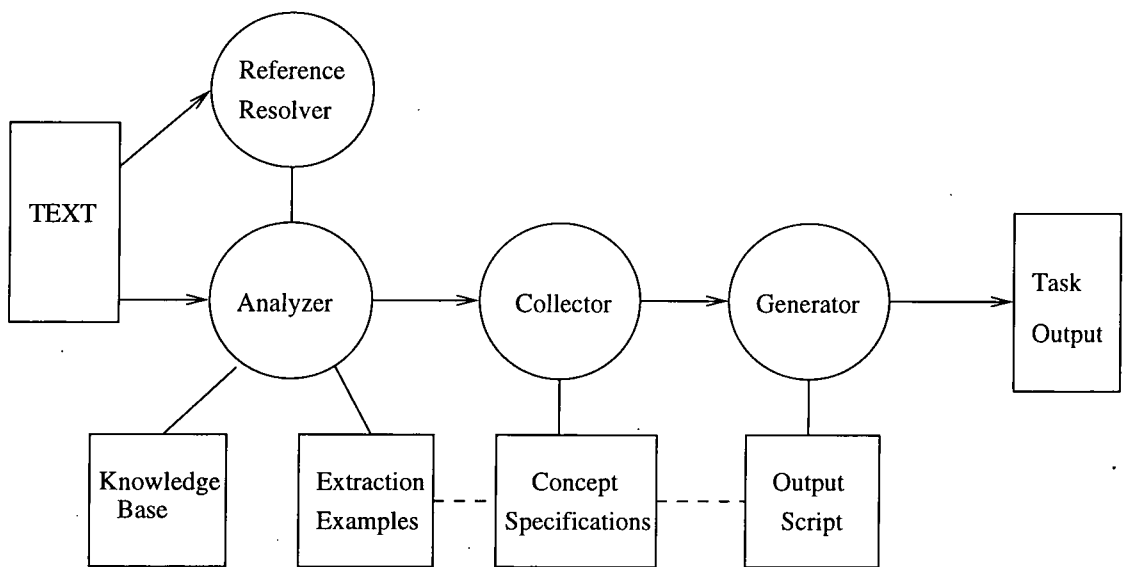 Reference
Resolver
TEXT
Analyzer
Collector
Generator
Task
Output
Knowledge
Base
Extraction
Examples
Concept
Specifications
Output
Script